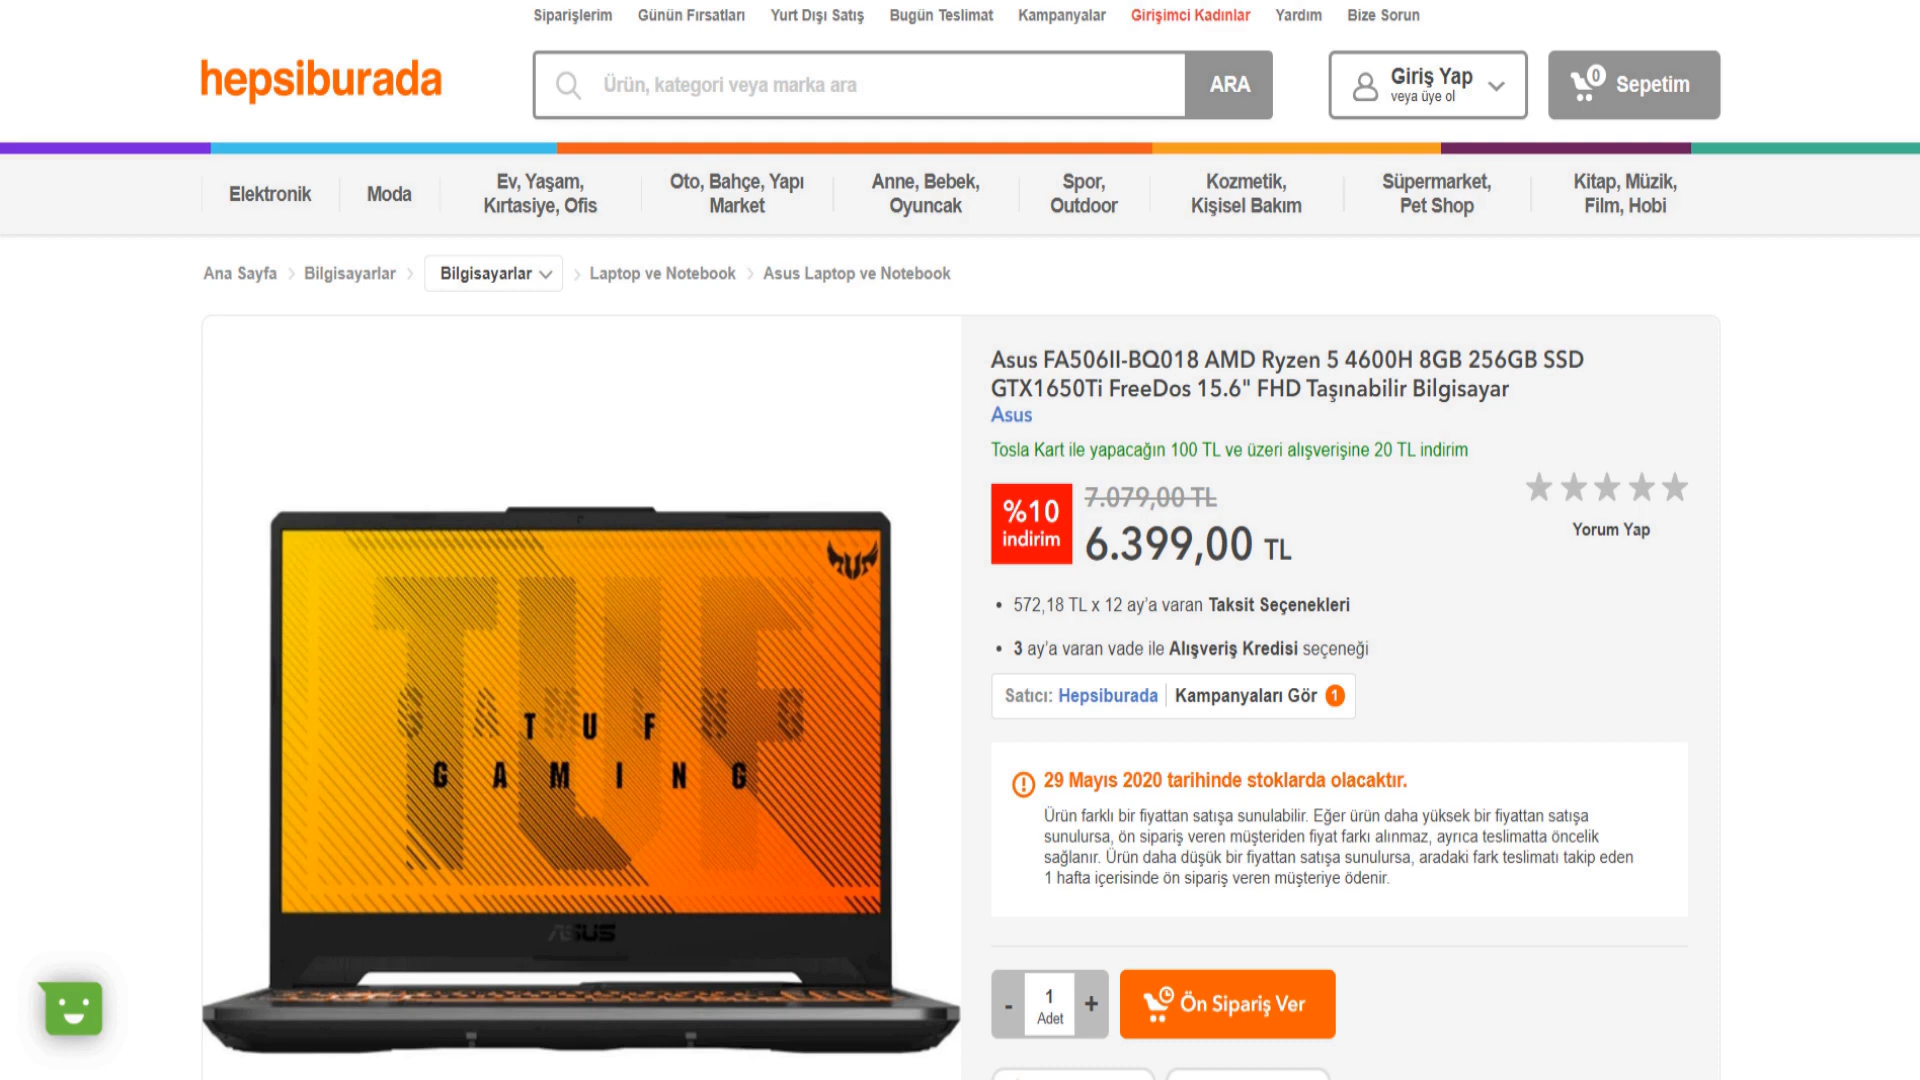 Siparişlerim Günün Fırsatları Yurt Dışı Satış Bugün Teslimat Kampanyalar Girişimci Kadınlar Yardım Bize Sorun
hepsiburada
Ürün, kategori veya marka ara
ARA
Giriş Yap
veya üye ol
0
Sepetim
Elektronik
Moda
Ev, Yaşam,
Kırtasiye, Ofis
Oto, Bahçe, Yapı
Market
Anne, Bebek,
Oyuncak
Spor,
Outdoor
Kozmetik,
Kişisel Bakım
Süpermarket,
Pet Shop
Kitap, Müzik,
Film, Hobi
Ana Sayfa Bilgisayarlar Bilgisayarlar Laptop ve Notebook Asus Laptop ve Notebook
TUF
GAMING
TUF
GAMING
ASUS
Asus FA506II-BQ018 AMD Ryzen 5 4600H 8GB 256GB SSD
GTX1650Ti FreeDos 15.6" FHD Taşınabilir Bilgisayar
Asus
Tosla Kart ile yapacağın 100 TL ve üzeri alışverişine 20 TL indirim
%10
indirim
7.079,00 TL
6.399,00 TL
Yorum Yap
• 572,18 TL x 12 ay'a varan Taksit Seçenekleri
• 3 ay'a varan vade ile Alışveriş Kredisi seçeneği
Satıcı: Hepsiburada Kampanyaları Gör 1
29 Mayıs 2020 tarihinde stoklarda olacaktır.
Ürün farklı bir fiyattan satışa sunulabilir. Eğer ürün daha yüksek bir fiyattan satışa
sunulursa, ön sipariş veren müşteriden fiyat farkı alınmaz, ayrıca teslimatta öncelik
sağlanır. Ürün daha düşük bir fiyattan satışa sunulursa, aradaki fark teslimatı takip eden
1 hafta içerisinde ön sipariş veren müşteriye ödenir.
- 1 +
Adet
Ön Sipariş Ver